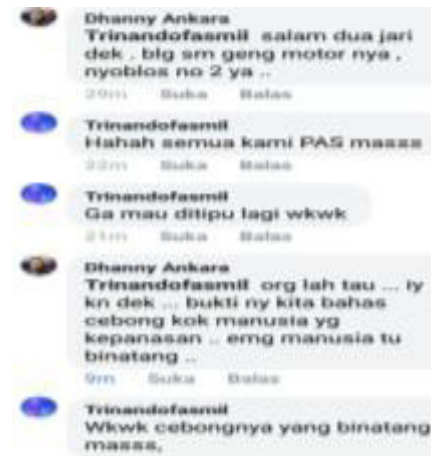 Dhanny Ankara
Trinandofasmil salam dua jari
dek . blg sm geng motor nya ,
nyoblos no 2 ya ..
29m Suka Balas
Trinandofasmil
Hahah semua kami PAS masss
22m Suka Balas
Trinandofasmil
Ga mau ditipu lagi wkwk
21m Suka Balas
Dhanny Ankara
Trinandofasmil org lah tau ... iy
kn dek ... bukti ny kita bahas
cebong kok manusia yg
kepanasan .. emg manusia tu
binatang ..
9m Suka Balas
Trinandofasmil
Wkwk cebongnya yang binatang
masss,